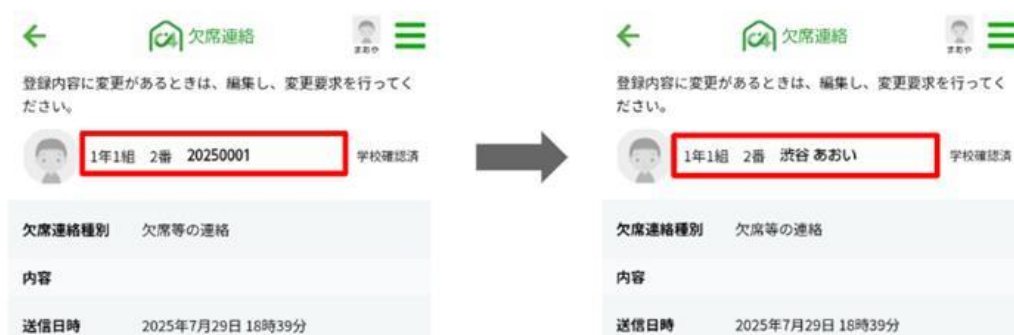 欠席連絡
まあや
登録内容に変更があるときは、編集し、変更要求を行ってく
ださい。
1年1組 2番 20250001 学校確認済
欠席連絡種別 欠席等の連絡
内容
送信日時 2025年7月29日 18時39分
欠席連絡
まあや
登録内容に変更があるときは、編集し、変更要求を行ってく
ださい。
1年1組 2番 渋谷 あおい 学校確認済
欠席連絡種別 欠席等の連絡
内容
送信日時 2025年7月29日 18時39分